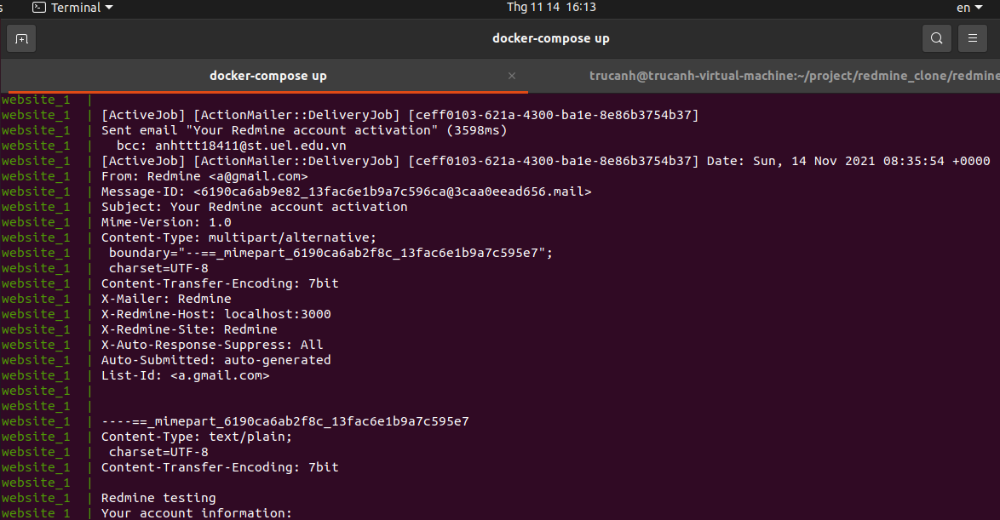 s Terminal Thg 11 14 16:13 en
docker-compose up
docker-compose up × trucanh@trucanh-virtual-machine:~/project/redmine_clone/redmine
website_1 |
website_1 | [ActiveJob] [ActionMailer::DeliveryJob] [ceff0103-621a-4300-ba1e-8e86b3754b37]
website_1 | Sent email "Your Redmine account activation" (3598ms)
website_1 |   bcc: anhttt18411@st.uel.edu.vn
website_1 | [ActiveJob] [ActionMailer::DeliveryJob] [ceff0103-621a-4300-ba1e-8e86b3754b37] Date: Sun, 14 Nov 2021 08:35:54 +0000
website_1 | From: Redmine <a@gmail.com>
website_1 | Message-ID: <6190ca6ab9e82_13fac6e1b9a7c596ca@3caa0eead656.mail>
website_1 | Subject: Your Redmine account activation
website_1 | Mime-Version: 1.0
website_1 | Content-Type: multipart/alternative;
website_1 |  boundary="--==_mimepart_6190ca6ab2f8c_13fac6e1b9a7c595e7";
website_1 |  charset=UTF-8
website_1 | Content-Transfer-Encoding: 7bit
website_1 | X-Mailer: Redmine
website_1 | X-Redmine-Host: localhost:3000
website_1 | X-Redmine-Site: Redmine
website_1 | X-Auto-Response-Suppress: All
website_1 | Auto-Submitted: auto-generated
website_1 | List-Id: <a.gmail.com>
website_1 |
website_1 |
website_1 | ----==_mimepart_6190ca6ab2f8c_13fac6e1b9a7c595e7
website_1 | Content-Type: text/plain;
website_1 |  charset=UTF-8
website_1 | Content-Transfer-Encoding: 7bit
website_1 |
website_1 | Redmine testing
website_1 | Your account information: